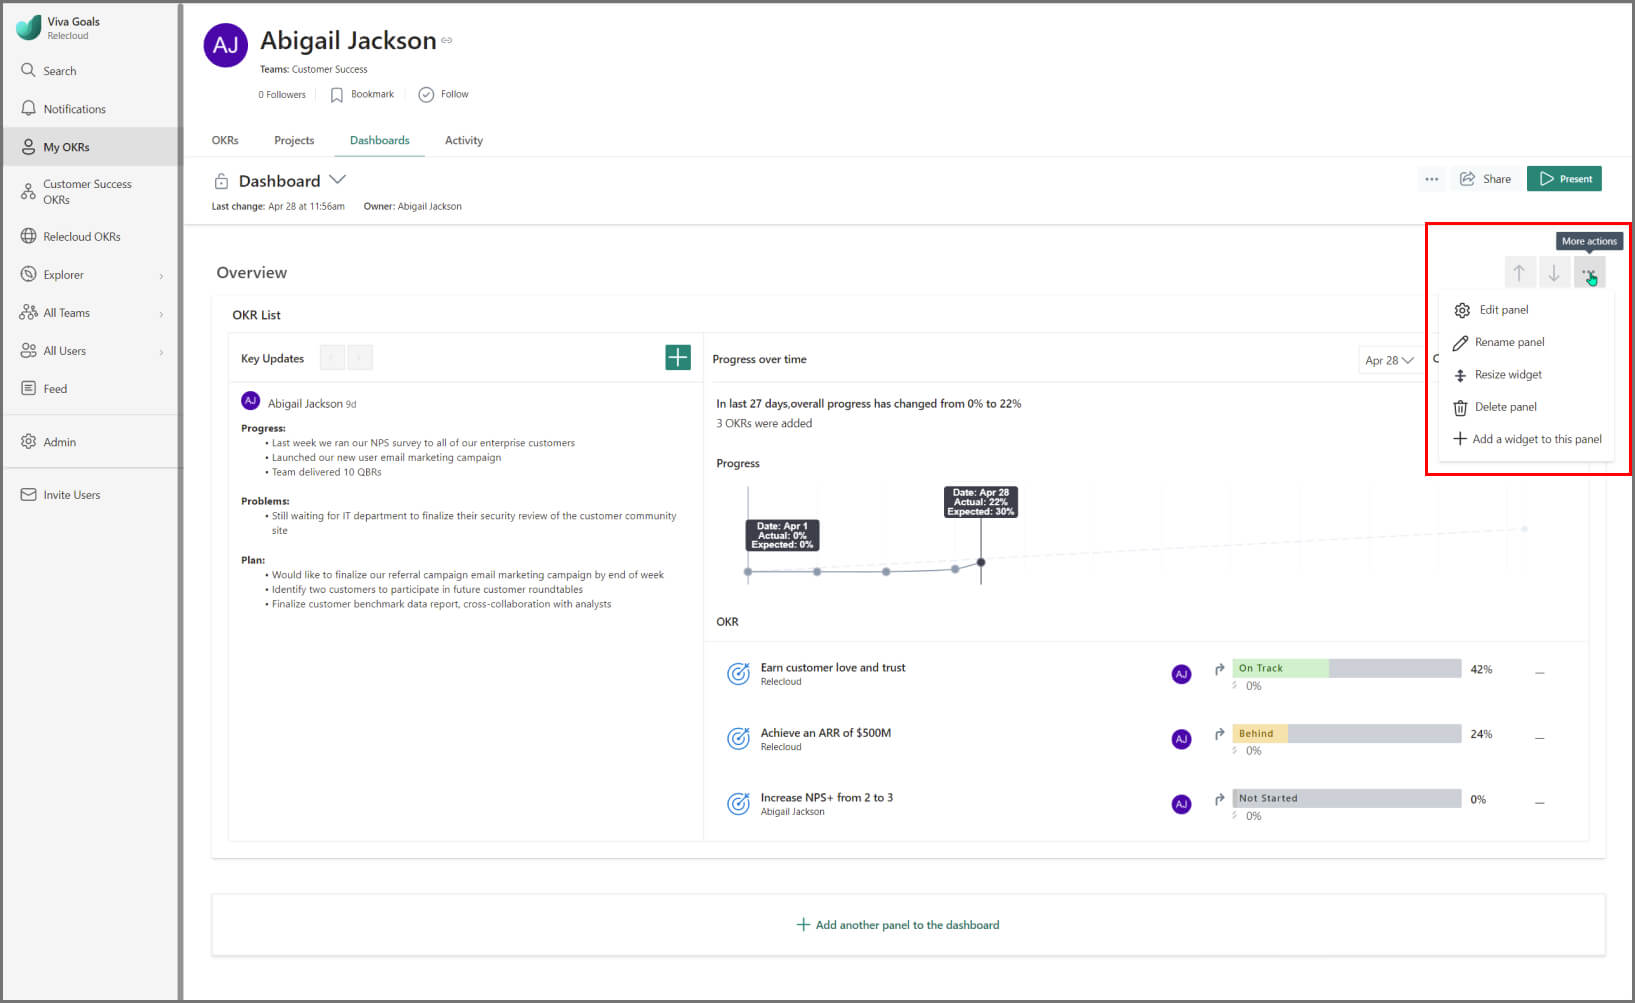 Viva Goals
Relecloud
Search
Notifications
My OKRs
Customer Success
OKRs
Relecloud OKRs
Explorer
All Teams
All Users
Feed
Admin
Invite Users
AJ
Abigail Jackson
Teams: Customer Success
0 Followers
Bookmark
Follow
OKRs
Projects
Dashboards
Activity
Dashboard
Last change: Apr 28 at 11:56am
Owner: Abigail Jackson
Share
Present
More actions
Overview
Edit panel
Rename panel
Resize widget
Delete panel
Add a widget to this panel
OKR List
Key Updates
AJ
Abigail Jackson 9d
Progress:
• Last week we ran our NPS survey to all of our enterprise customers
• Launched our new user email marketing campaign
• Team delivered 10 QBRs
Problems:
• Still waiting for IT department to finalize their security review of the customer community
site
Plan:
• Would like to finalize our referral campaign email marketing campaign by end of week
• Identify two customers to participate in future customer roundtables
• Finalize customer benchmark data report, cross-collaboration with analysts
Progress over time
Apr 28
In last 27 days,overall progress has changed from 0% to 22%
3 OKRs were added
Progress
Date: Apr 1
Actual: 0%
Expected: 0%
Date: Apr 28
Actual: 22%
Expected: 30%
OKR
Earn customer love and trust
Relecloud
AJ
On Track
42%
0%
Achieve an ARR of $500M
Relecloud
AJ
Behind
24%
0%
Increase NPS+ from 2 to 3
Abigail Jackson
AJ
Not Started
0%
0%
Add another panel to the dashboard